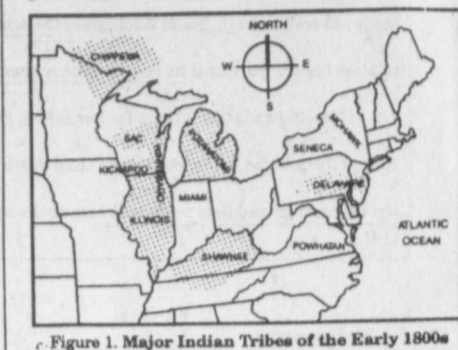 NORTH
W
E
S
CHIPPEWA
SAC
KICKAPOO
POTAWATOMI
ILLINOIS
MIAMI
SHAWNEE
SENECA
MOHAWK
DELAWARE
POWHATAN
ATLANTIC
OCEAN
Figure 1. Major Indian Tribes of the Early 1800s